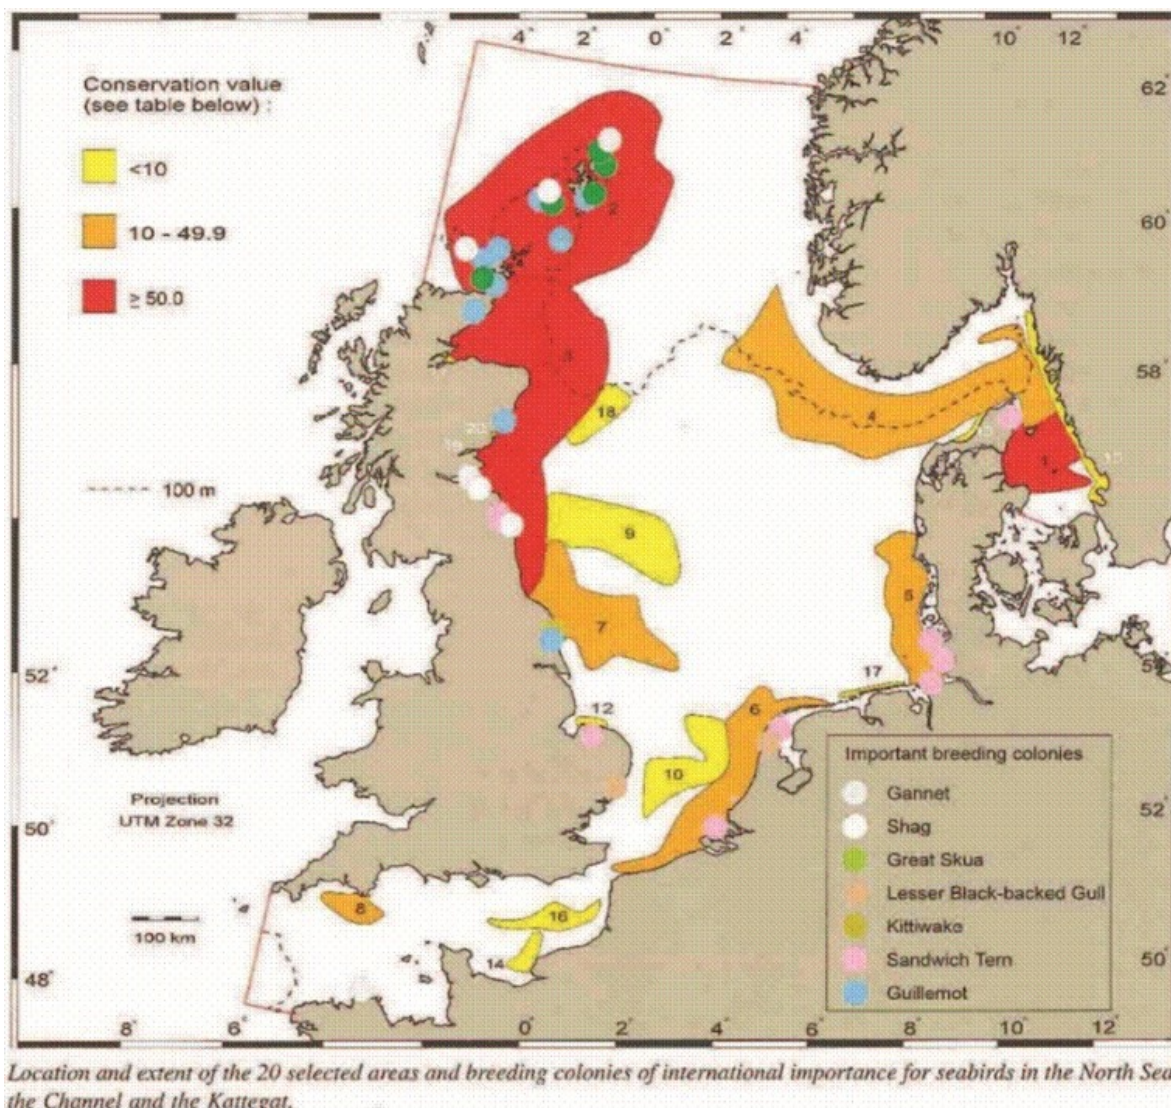 4° 2° 0° 2° 4° 10° 12°
Conservation value
(see table below) :
<10
10 - 49.9
≥ 50.0
62°
60°
58°
2
3
4
18
20
1
100 m
9
5
7
52°
17
12
6
10
Projection
UTM Zone 32
50°
52°
Important breeding colonies
Gannet
Shag
Great Skua
Lesser Black-backed Gull
Kittiwake
Sandwich Tern
Guillemot
8
16
14
100 km
48°
50°
8° 6° 0° 2° 4° 6° 8° 10° 12°
Location and extent of the 20 selected areas and breeding colonies of international importance for seabirds in the North Sea
the Channel and the Kattegat.